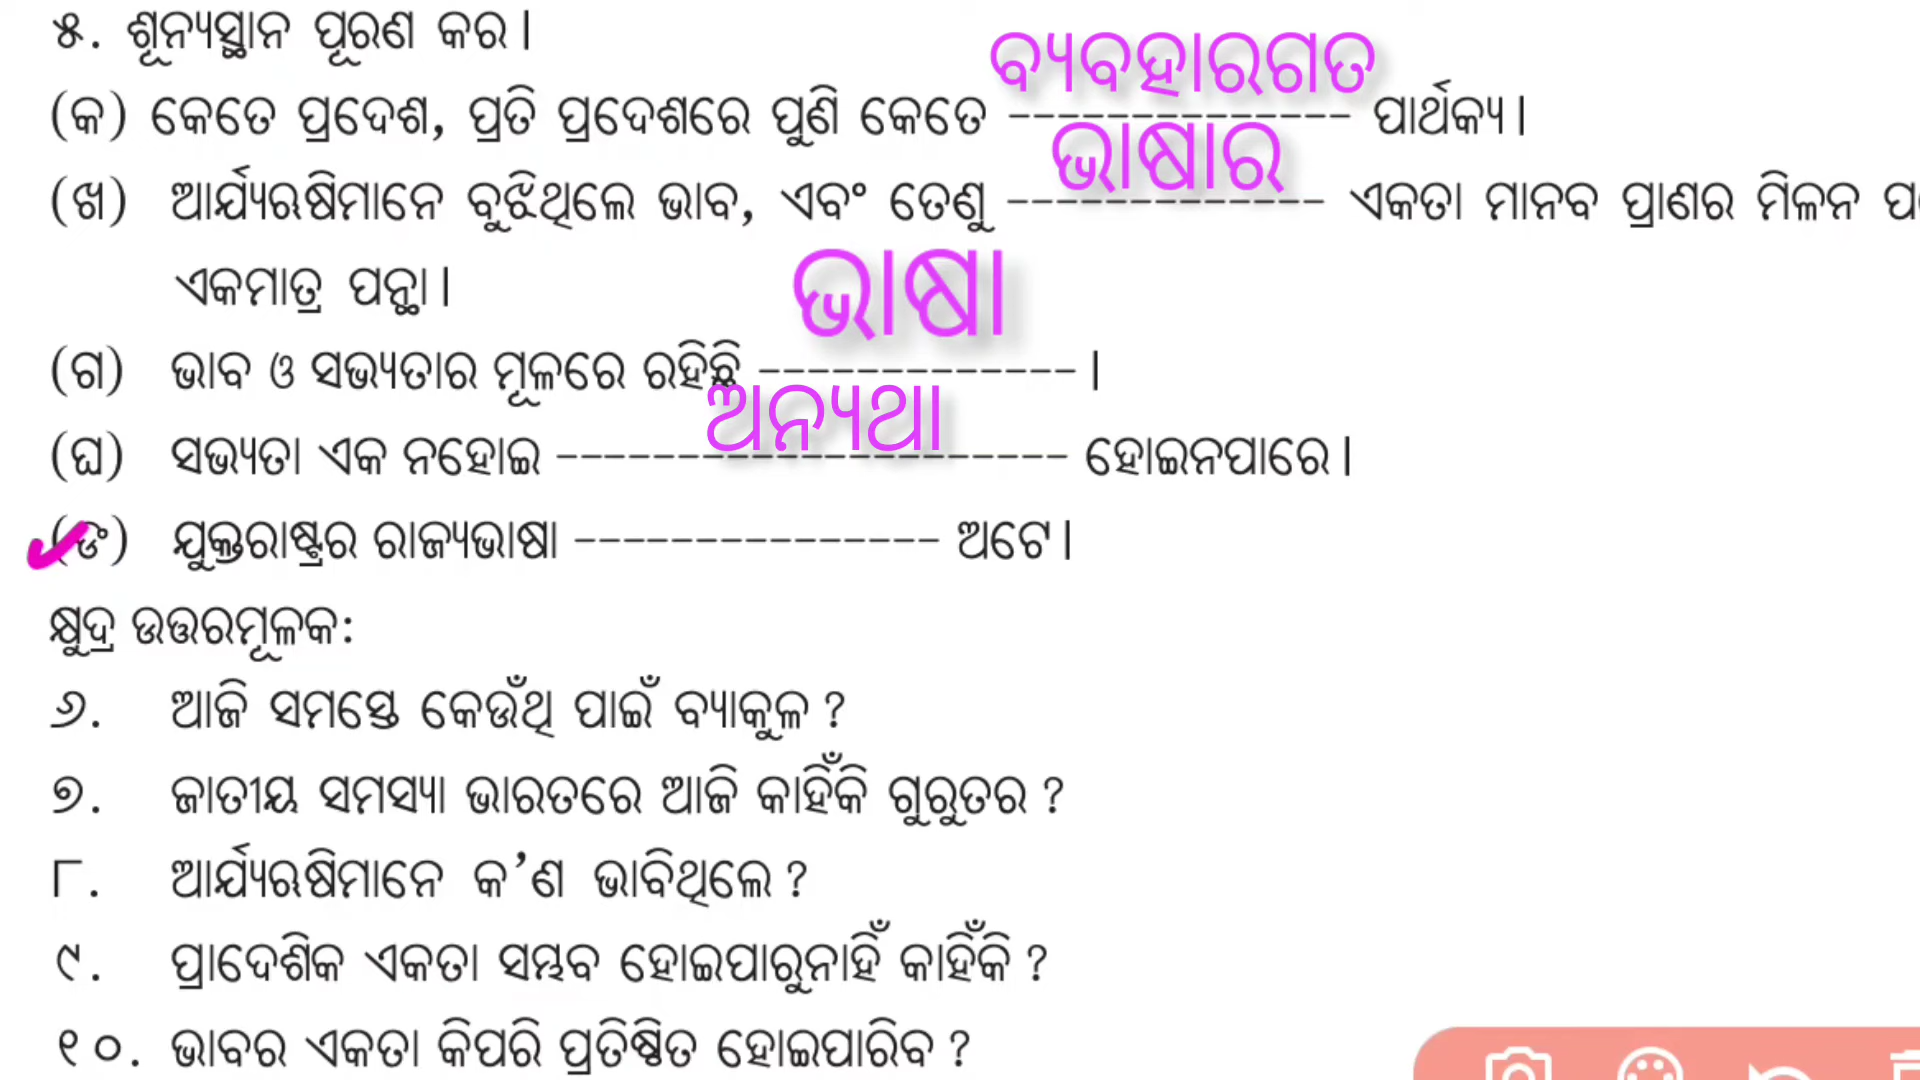 ୫. ଶୂନ୍ୟସ୍ଥାନ ପୂରଣ କର।
ବ୍ୟବହାରଗତ
(କ) କେତେ ପ୍ରଦେଶ, ପ୍ରତି ପ୍ରଦେଶରେ ପୁଣି କେତେ -------------- ପାର୍ଥକ୍ୟ।
ଭାଷାର
(ଖ) ଆର୍ଯ୍ୟଋଷିମାନେ ବୁଝିଥିଲେ ଭାବ, ଏବଂ ତେଣୁ ------------- ଏକତା ମାନବ ପ୍ରାଣର ମିଳନ
ଏକମାତ୍ର ପନ୍ଥା।
ଭାଷା
(ଗ) ଭାବ ଓ ସଭ୍ୟତାର ମୂଳରେ ରହିଛି -------------।
ଅନ୍ୟଥା
(ଘ) ସଭ୍ୟତା ଏକ ନହୋଇ --------------------- ହୋଇନପାରେ।
(ଙ) ଯୁକ୍ତରାଷ୍ଟ୍ରର ରାଜ୍ୟଭାଷା --------------- ଅଟେ।
କ୍ଷୁଦ୍ର ଉତ୍ତରମୂଳକ:
୬. ଆଜି ସମସ୍ତେ କେଉଁଥି ପାଇଁ ବ୍ୟାକୁଳ ?
୭. ଜାତୀୟ ସମସ୍ୟା ଭାରତରେ ଆଜି କାହିଁକି ଗୁରୁତର ?
୮. ଆର୍ଯ୍ୟଋଷିମାନେ କ’ଣ ଭାବିଥିଲେ ?
୯. ପ୍ରାଦେଶିକ ଏକତା ସମ୍ଭବ ହୋଇପାରୁନାହିଁ କାହିଁକି ?
୧୦. ଭାବର ଏକତା କିପରି ପ୍ରତିଷ୍ଠିତ ହୋଇପାରିବ ?